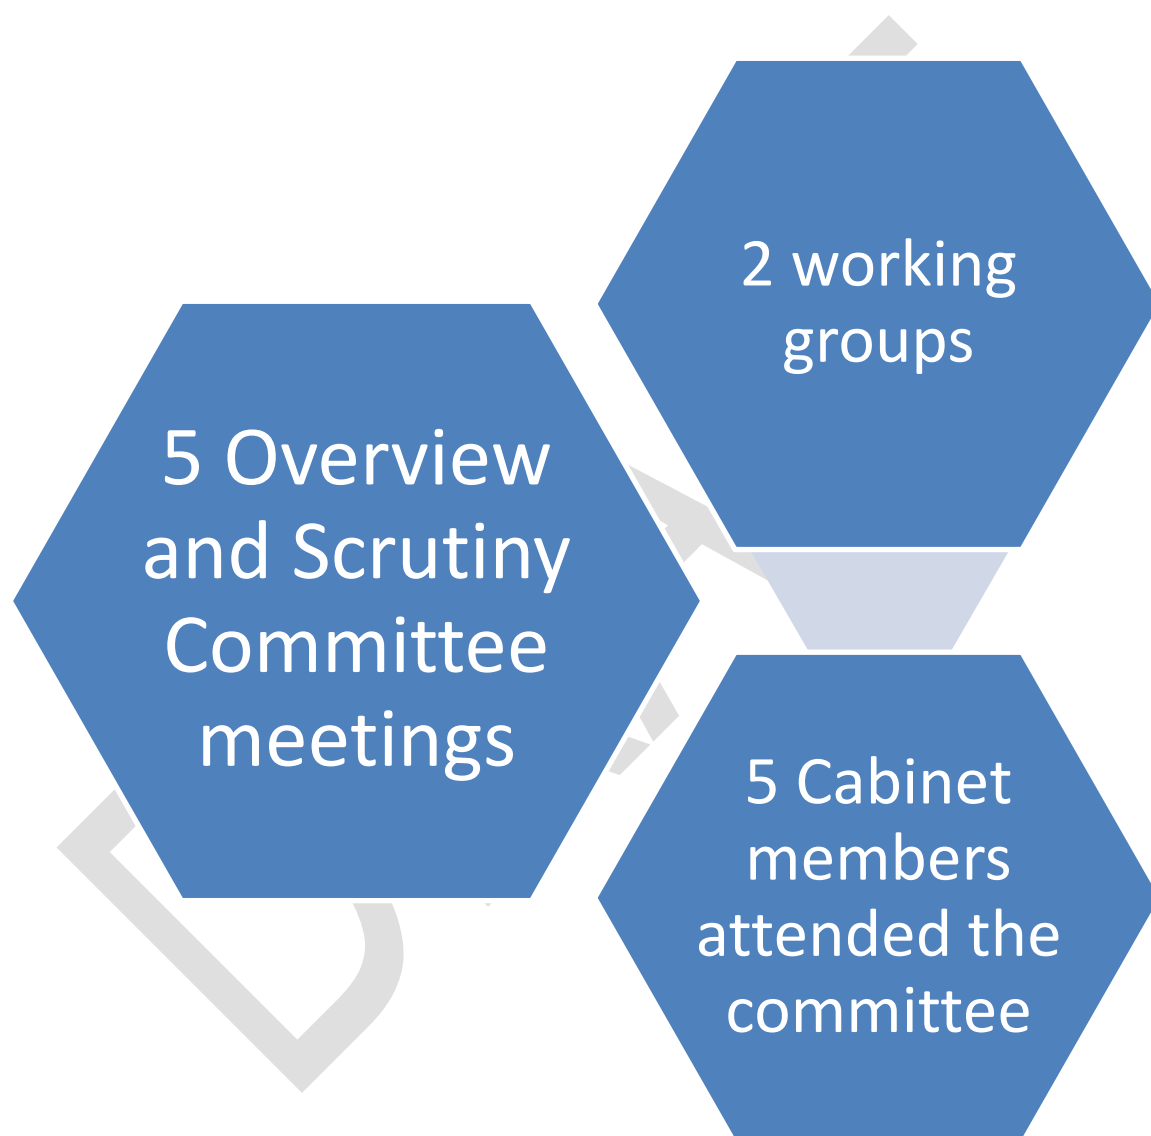 2 working
groups
5 Overview
and Scrutiny
Committee
meetings
5 Cabinet
members
attended the
committee